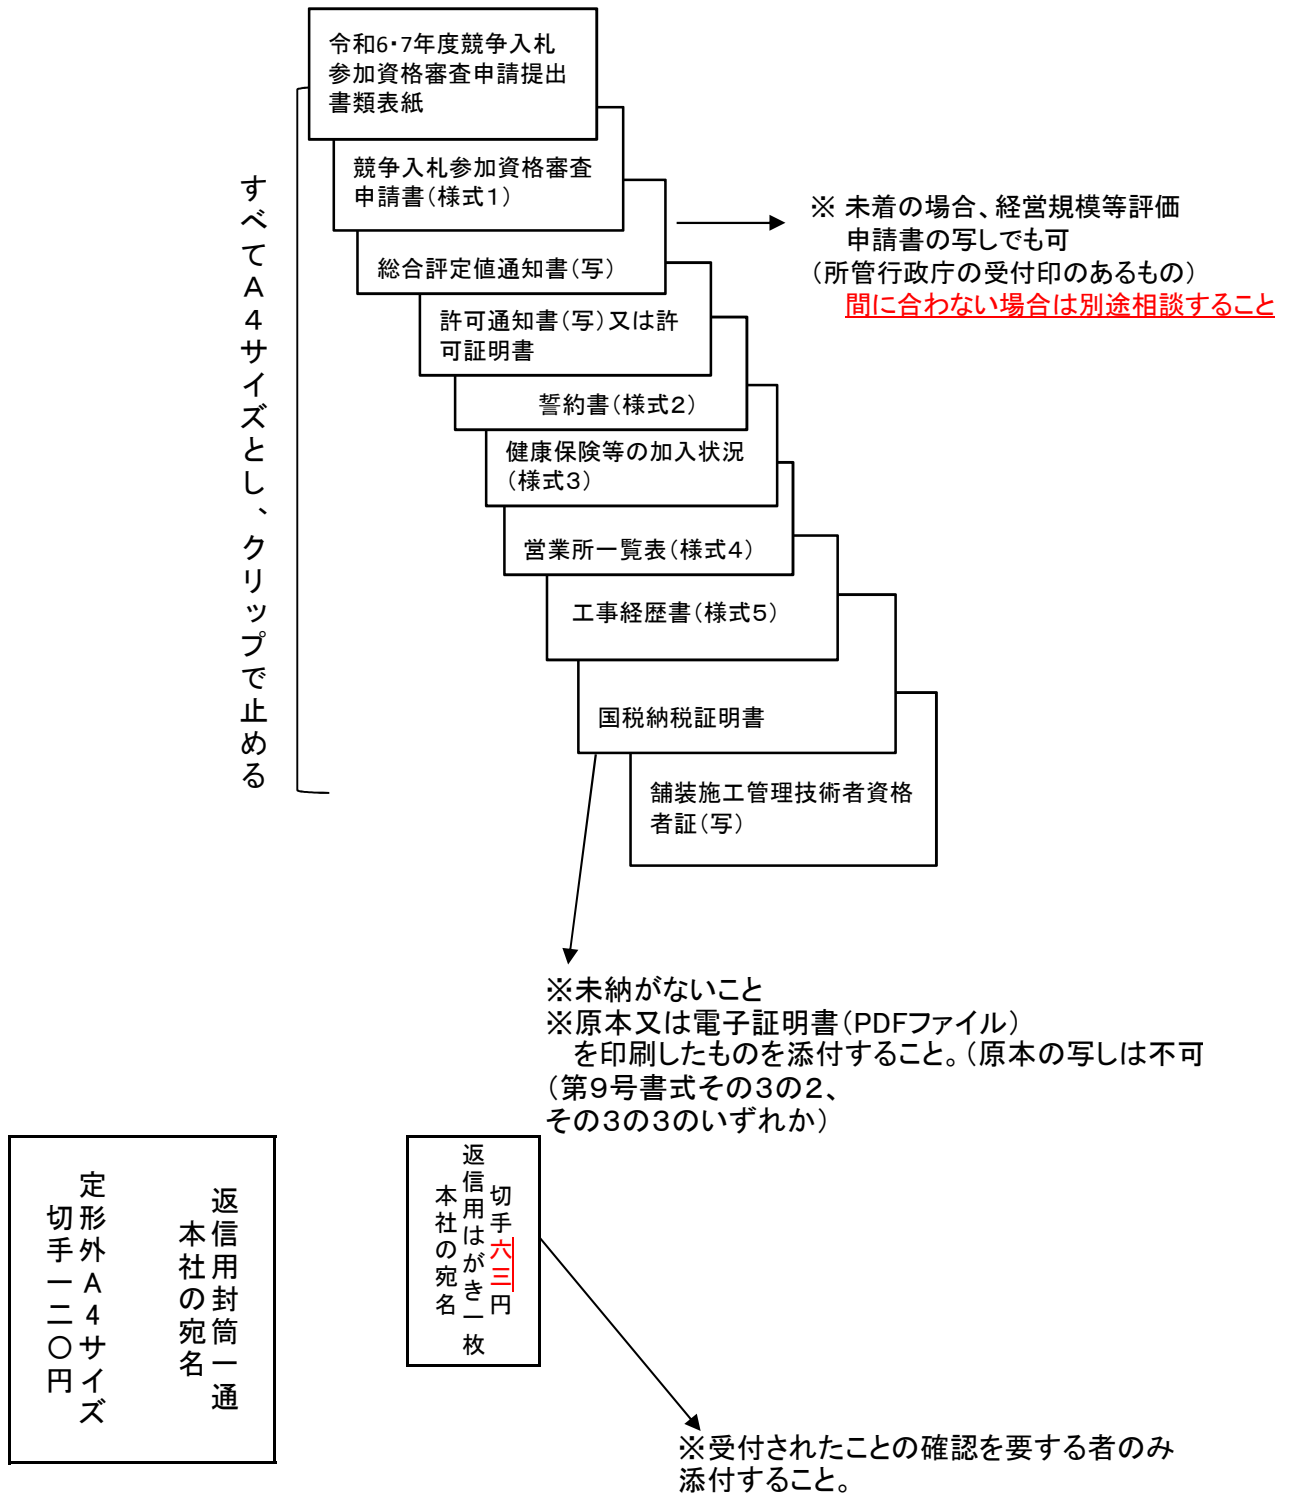 令和6・7年度競争入札
参加資格審査申請提出
書類表紙
競争入札参加資格審査
申請書(様式1)
総合評定値通知書(写)
許可通知書(写)又は許
可証明書
誓約書(様式2)
健康保険等の加入状況
(様式3)
営業所一覧表(様式4)
工事経歴書(様式5)
国税納税証明書
舗装施工管理技術者資格
者証(写)
すべてA4サイズとし、クリップで止める
※ 未着の場合、経営規模等評価
申請書の写しでも可
(所管行政庁の受付印のあるもの)
間に合わない場合は別途相談すること
※未納がないこと
※原本又は電子証明書(PDFファイル)
を印刷したものを添付すること。(原本の写しは不可
(第9号書式その3の2、
その3の3のいずれか)
返信用封筒一通
本社の宛名
定形外A4サイズ
切手一二〇円
切手六三円
返信用はがき一枚
本社の宛名
※受付されたことの確認を要する者のみ
添付すること。